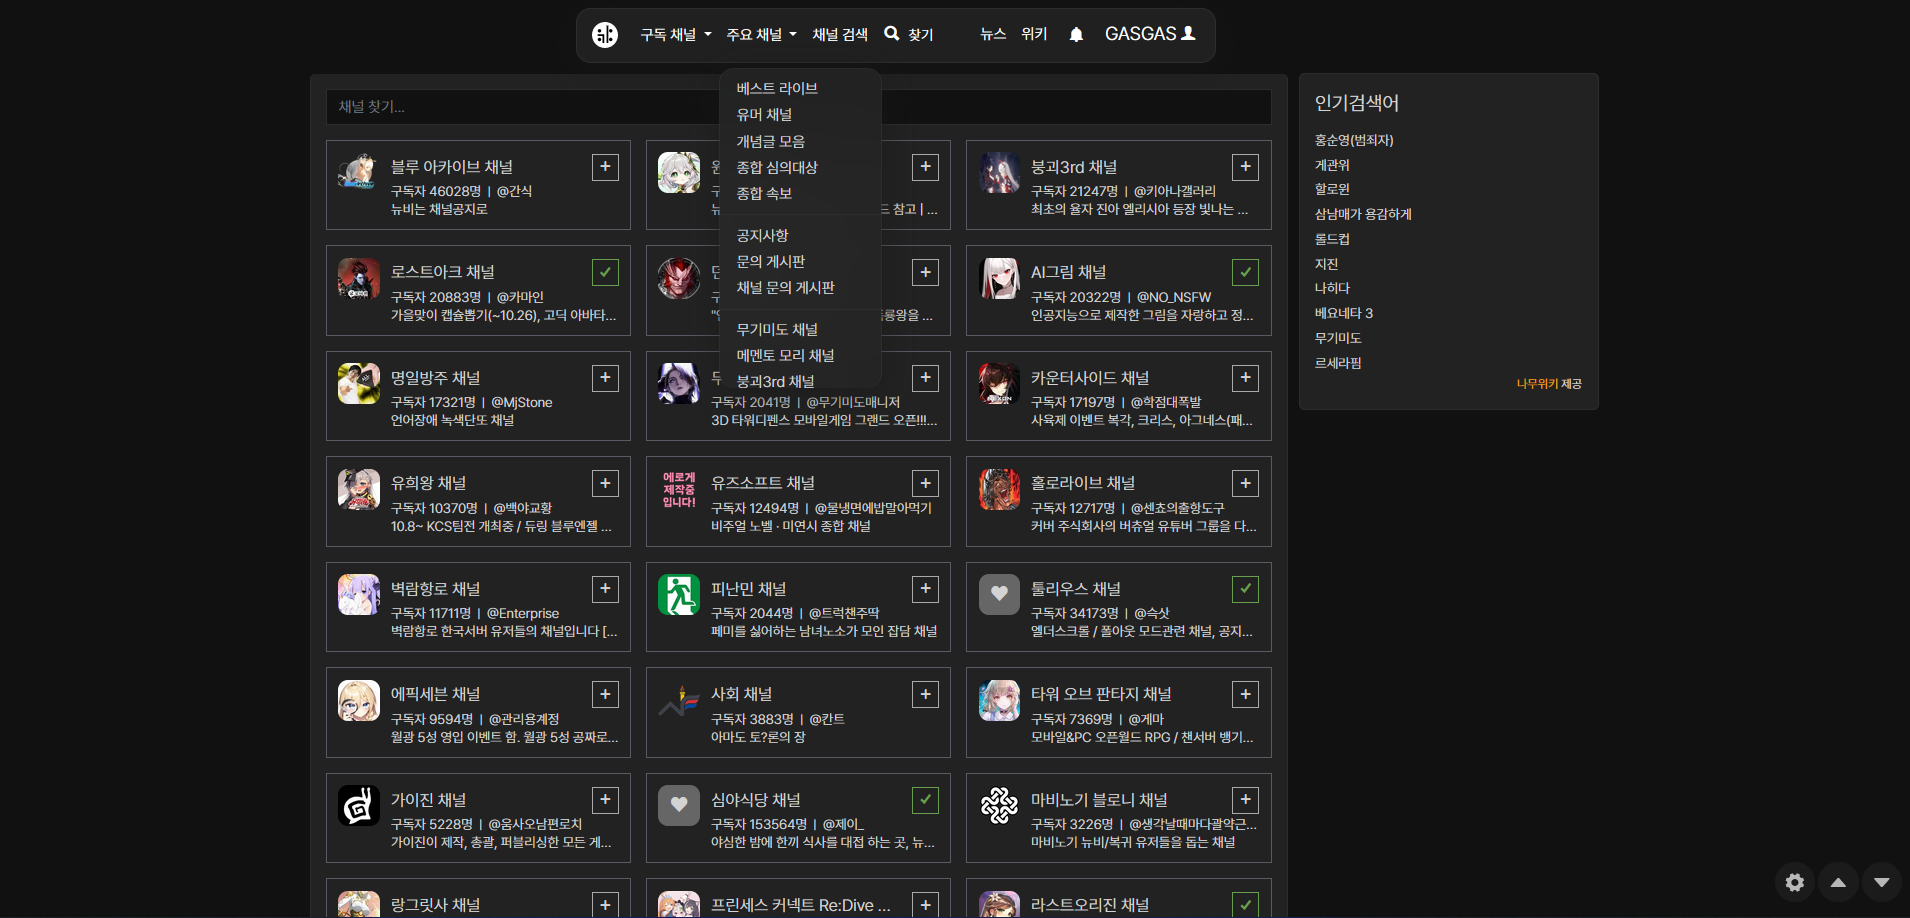 구독 채널
주요 채널
채널 검색
찾기
뉴스
위키
GASGAS
베스트 라이브
유머 채널
개념글 모음
종합 심의대상
종합 속보
공지사항
문의 게시판
채널 문의 게시판
무기미도 채널
메멘토 모리 채널
붕괴3rd 채널
채널 찾기...
블루 아카이브 채널
구독자 46028명 | @간식
뉴비는 채널공지로
드 참고 | ...
붕괴3rd 채널
구독자 21247명 | @키아나갤러리
최초의 율자 진아 엘리시아 등장 빛나는 ...
로스트아크 채널
구독자 20883명 | @카마인
가을맞이 캡슐뽑기(~10.26), 고딕 아바타...
룡왕을 ...
AI그림 채널
구독자 20322명 | @NO_NSFW
인공지능으로 제작한 그림을 자랑하고 정...
명일방주 채널
구독자 17321명 | @MjStone
언어장애 녹색단또 채널
구독자 2041명 | @무기미도매니저
3D 타워디펜스 모바일게임 그랜드 오픈!!!...
카운터사이드 채널
구독자 17197명 | @학점대폭발
사육제 이벤트 복각, 크리스, 아그네스(패...
유희왕 채널
구독자 10370명 | @백야교황
10.8~ KCS팀전 개최중 / 듀링 블루엔젤 ...
에로게
제작중
입니다!
유즈소프트 채널
구독자 12494명 | @물냉면에밥말아먹기
비주얼 노벨 · 미연시 종합 채널
홀로라이브 채널
구독자 12717명 | @센쵸의출항도구
커버 주식회사의 버츄얼 유튜버 그룹을 다...
벽람항로 채널
구독자 11711명 | @Enterprise
벽람항로 한국서버 유저들의 채널입니다 [...
피난민 채널
구독자 2044명 | @트럭챈주딱
페미를 싫어하는 남녀노소가 모인 잡담 채널
툴리우스 채널
구독자 34173명 | @슥삿
엘더스크롤 / 폴아웃 모드관련 채널, 공지...
에픽세븐 채널
구독자 9594명 | @관리용계정
월광 5성 영입 이벤트 함. 월광 5성 공짜로...
사회 채널
구독자 3883명 | @칸트
아마도 토?론의 장
타워 오브 판타지 채널
구독자 7369명 | @게마
모바일&PC 오픈월드 RPG / 챈서버 뱅기...
가이진 채널
구독자 5228명 | @옴사오남편로치
가이진이 제작, 총괄, 퍼블리싱한 모든 게...
심야식당 채널
구독자 153564명 | @제이_
야심한 밤에 한끼 식사를 대접 하는 곳, 뉴...
마비노기 블로니 채널
구독자 3226명 | @생각날때마다괄약근...
마비노기 뉴비/복귀 유저들을 돕는 채널
랑그릿사 채널
프린세스 커넥트 Re:Dive ...
라스트오리진 채널
인기검색어
홍순영(범죄자)
게관위
할로윈
삼남매가 용감하게
롤드컵
지진
나히다
베요네타 3
무기미도
르세라핌
나무위키 제공